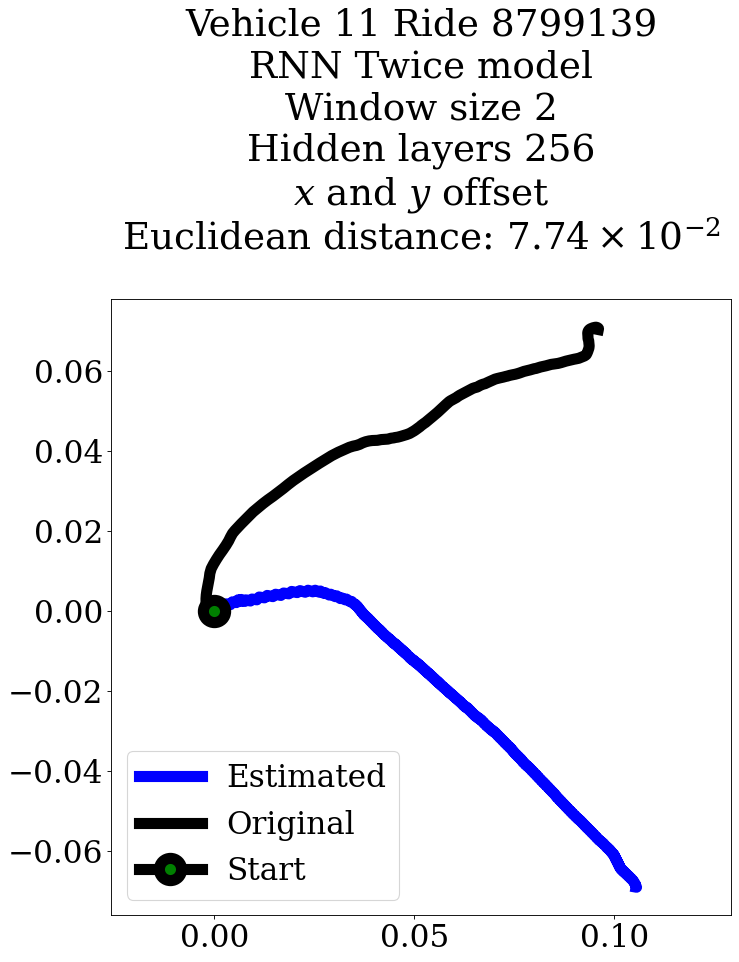 Vehicle 11 Ride 8799139
RNN Twice model
Window size 2
Hidden layers 256
x and y offset
Euclidean distance: 7.74 × 10⁻²
0.06
0.04
0.02
0.00
−0.02
−0.04
−0.06
Estimated
Original
Start
0.00 0.05 0.10